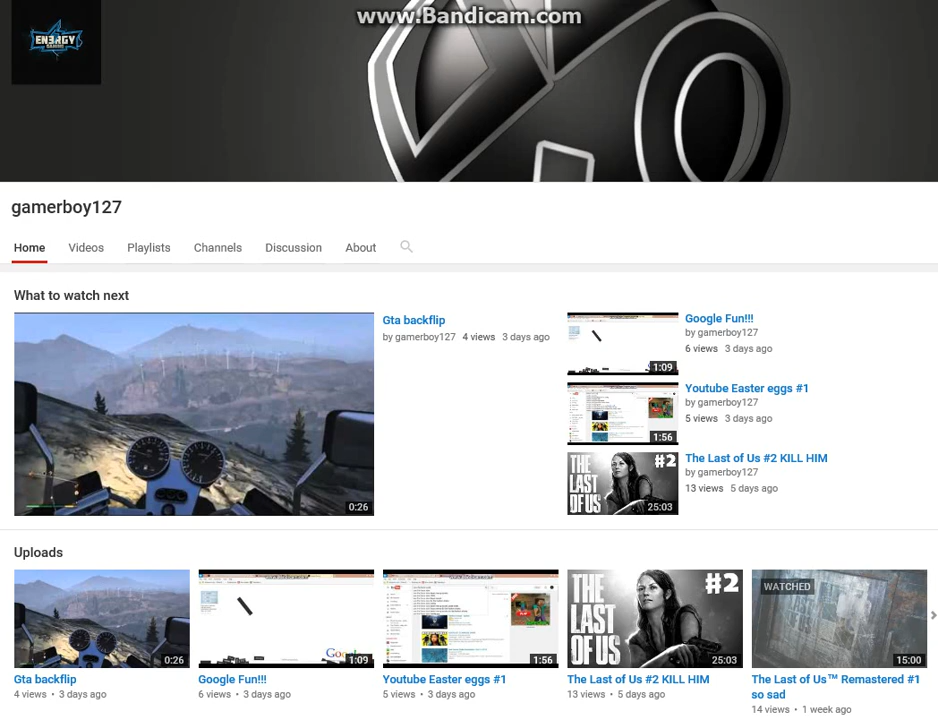 www.Bandicam.com
ENERGY
gamerboy127
Home Videos Playlists Channels Discussion About
What to watch next
Gta backflip
by gamerboy127 4 views 3 days ago
0:26
Google Fun!!!
by gamerboy127
6 views 3 days ago
1:09
Youtube Easter eggs #1
by gamerboy127
5 views 3 days ago
1:56
The Last of Us #2 KILL HIM
by gamerboy127
13 views 5 days ago
#2
THE
LAST
OF US
25:03
Uploads
0:26
Gta backflip
4 views • 3 days ago
1:09
Google Fun!!!
6 views • 3 days ago
1:56
Youtube Easter eggs #1
5 views • 3 days ago
#2
THE
LAST
OF US
25:03
The Last of Us #2 KILL HIM
13 views • 5 days ago
WATCHED
15:00
The Last of Us™ Remastered #1
so sad
14 views • 1 week ago